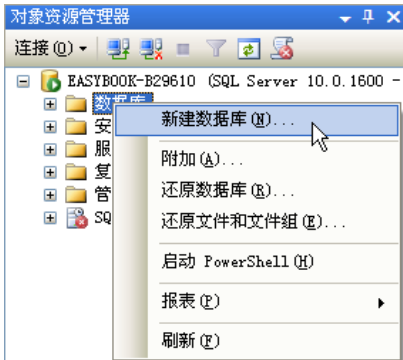 对象资源管理器
连接(O)
EASYBOOK-B29610 (SQL Server 10.0.1600 -
数据库
新建数据库(N)...
安
附加(A)...
服
还原数据库(R)...
复
管
还原文件和文件组(E)...
SQ
启动 PowerShell(H)
报表(P)
刷新(F)